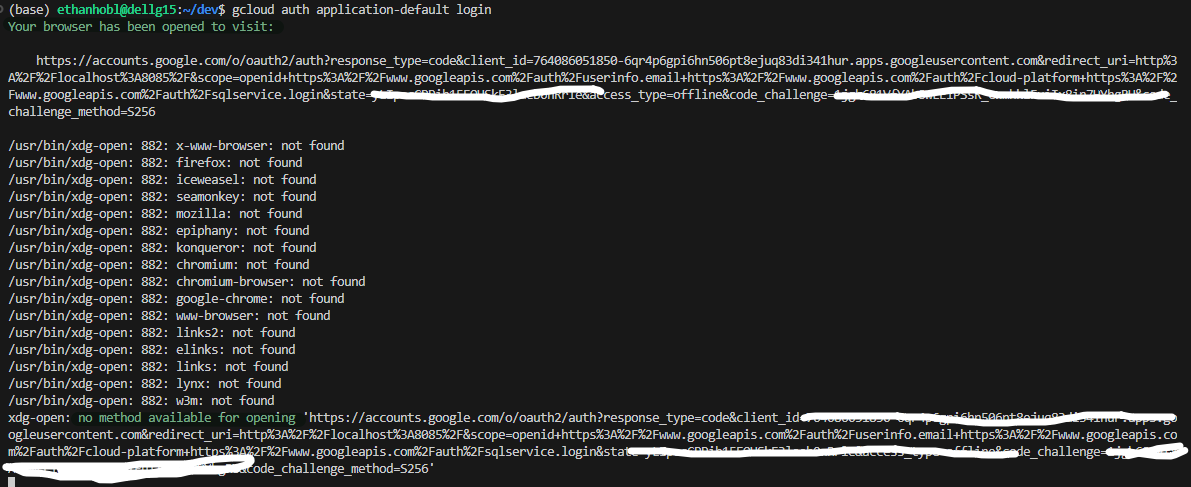 (base) ethanhobl@dellg15:~/dev$ gcloud auth application-default login
Your browser has been opened to visit:
https://accounts.google.com/o/oauth2/auth?response_type=code&client_id=764086051850-6qr4p6gpi6hn506pt8ejuq83di341hur.apps.googleusercontent.com&redirect_uri=http%3
A%2F%2Flocalhost%3A8085%2F&scope=openid+https%3A%2F%2Fwww.googleapis.com%2Fauth%2Fuserinfo.email+https%3A%2F%2Fwww.googleapis.com%2Fauth%2Fcloud-platform+https%3A%2F%2
Fwww.googleapis.com%2Fauth%2Fsqlservice.login&state= &access_type=offline&code_challenge= &code_
challenge_method=S256
/usr/bin/xdg-open: 882: x-www-browser: not found
/usr/bin/xdg-open: 882: firefox: not found
/usr/bin/xdg-open: 882: iceweasel: not found
/usr/bin/xdg-open: 882: seamonkey: not found
/usr/bin/xdg-open: 882: mozilla: not found
/usr/bin/xdg-open: 882: epiphany: not found
/usr/bin/xdg-open: 882: konqueror: not found
/usr/bin/xdg-open: 882: chromium: not found
/usr/bin/xdg-open: 882: chromium-browser: not found
/usr/bin/xdg-open: 882: google-chrome: not found
/usr/bin/xdg-open: 882: www-browser: not found
/usr/bin/xdg-open: 882: links2: not found
/usr/bin/xdg-open: 882: elinks: not found
/usr/bin/xdg-open: 882: links: not found
/usr/bin/xdg-open: 882: lynx: not found
/usr/bin/xdg-open: 882: w3m: not found
xdg-open: no method available for opening 'https://accounts.google.com/o/oauth2/auth?response_type=code&client_id
ogleusercontent.com&redirect_uri=http%3A%2F%2Flocalhost%3A8085%2F&scope=openid+https%3A%2F%2Fwww.googleapis.com%2Fauth%2Fuserinfo.email+https%3A%2F%2Fwww.googleapis.co
m%2Fauth%2Fcloud-platform+https%3A%2F%2Fwww.googleapis.com%2Fauth%2Fsqlservice.login&state &code_challenge=
&code_challenge_method=S256'